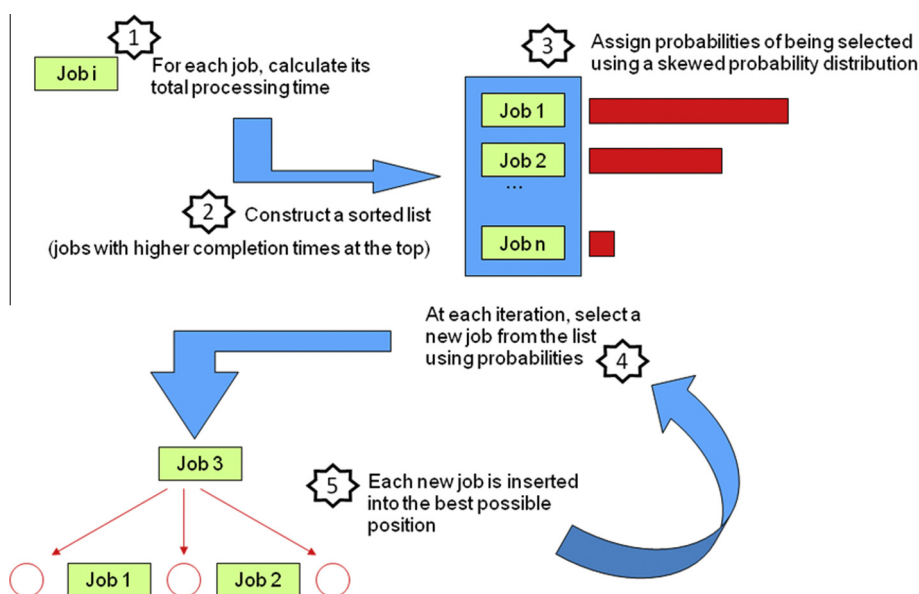 1
Job i
For each job, calculate its
total processing time
2
Construct a sorted list
(jobs with higher completion times at the top)
3
Assign probabilities of being selected
using a skewed probability distribution
Job 1
Job 2
...
Job n
At each iteration, select a
new job from the list
using probabilities
4
Job 3
5
Each new job is inserted
into the best possible
position
Job 1
Job 2